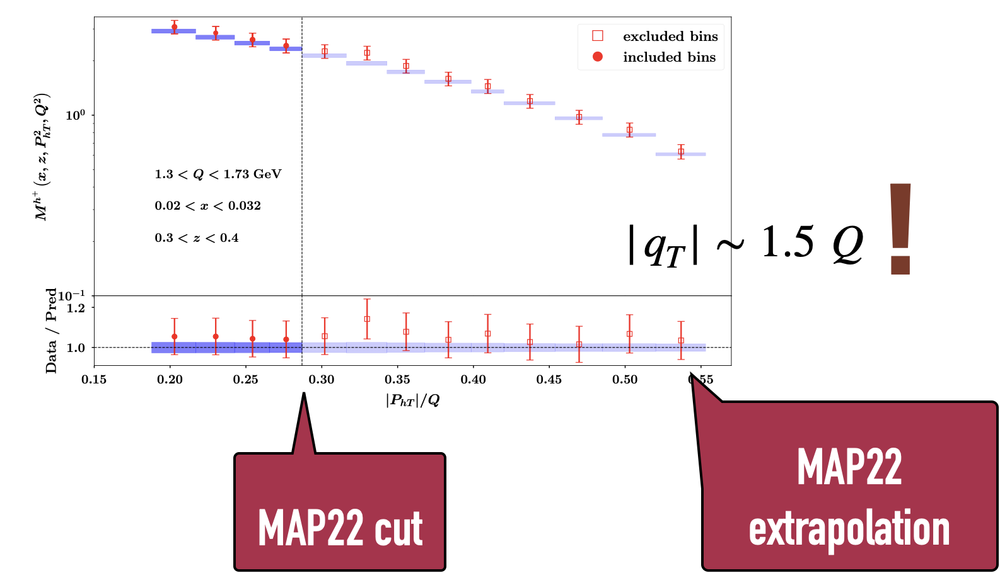 excluded bins
included bins
M^{h^+} (x, z, P_{hT}^2, Q^2)
10^0
1.3 < Q < 1.73 GeV
0.02 < x < 0.032
0.3 < z < 0.4
|q_T| ~ 1.5 Q !
10^{-1}
Data / Pred
1.2
1.0
0.15 0.20 0.25 0.30 0.35 0.40 0.45 0.50 0.55
|P_{hT}|/Q
MAP22 cut
MAP22
extrapolation